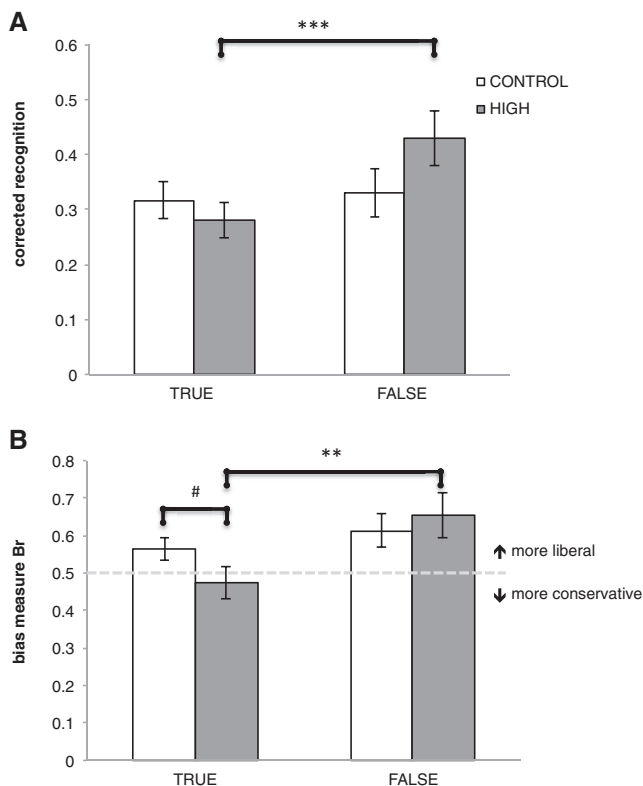 A
0.6
***
0.5
CONTROL
HIGH
0.4
0.3
0.2
0.1
0
corrected recognition
TRUE
FALSE
B
0.8
**
0.7
#
0.6
↑ more liberal
0.5
↓ more conservative
0.4
0.3
0.2
0.1
0
bias measure Br
TRUE
FALSE